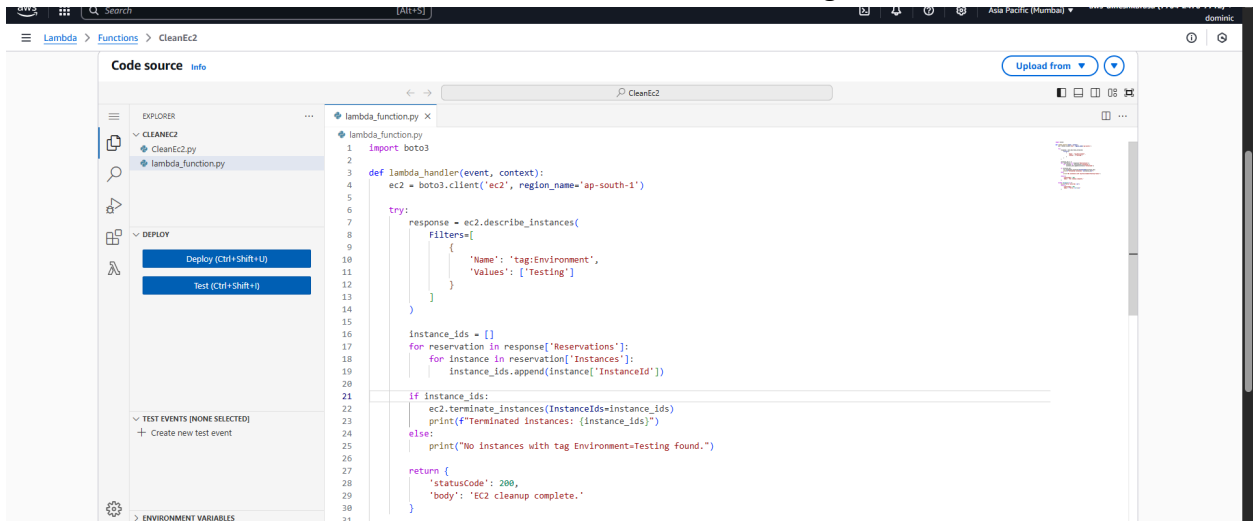 aws Search [Alt+S] Asia Pacific (Mumbai)
dominic
Lambda > Functions > CleanEc2
Code source Info
Upload from
CleanEc2
EXPLORER
lambda_function.py
CLEANEC2
CleanEc2.py
lambda_function.py
DEPLOY
Deploy (Ctrl+Shift+U)
Test (Ctrl+Shift+I)
TEST EVENTS [NONE SELECTED]
Create new test event
ENVIRONMENT VARIABLES
lambda_function.py
1 import boto3
2
3 def lambda_handler(event, context):
4 ec2 = boto3.client('ec2', region_name='ap-south-1')
5
6 try:
7 response = ec2.describe_instances(
8 Filters=[
9 {
10 'Name': 'tag:Environment',
11 'Values': ['Testing']
12 }
13 ]
14 )
15
16 instance_ids = []
17 for reservation in response['Reservations']:
18 for instance in reservation['Instances']:
19 instance_ids.append(instance['InstanceId'])
20
21 if instance_ids:
22 ec2.terminate_instances(InstanceIds=instance_ids)
23 print(f"Terminated instances: {instance_ids}")
24 else:
25 print("No instances with tag Environment=Testing found.")
26
27 return {
28 'statusCode': 200,
29 'body': 'EC2 cleanup complete.'
30 }
31